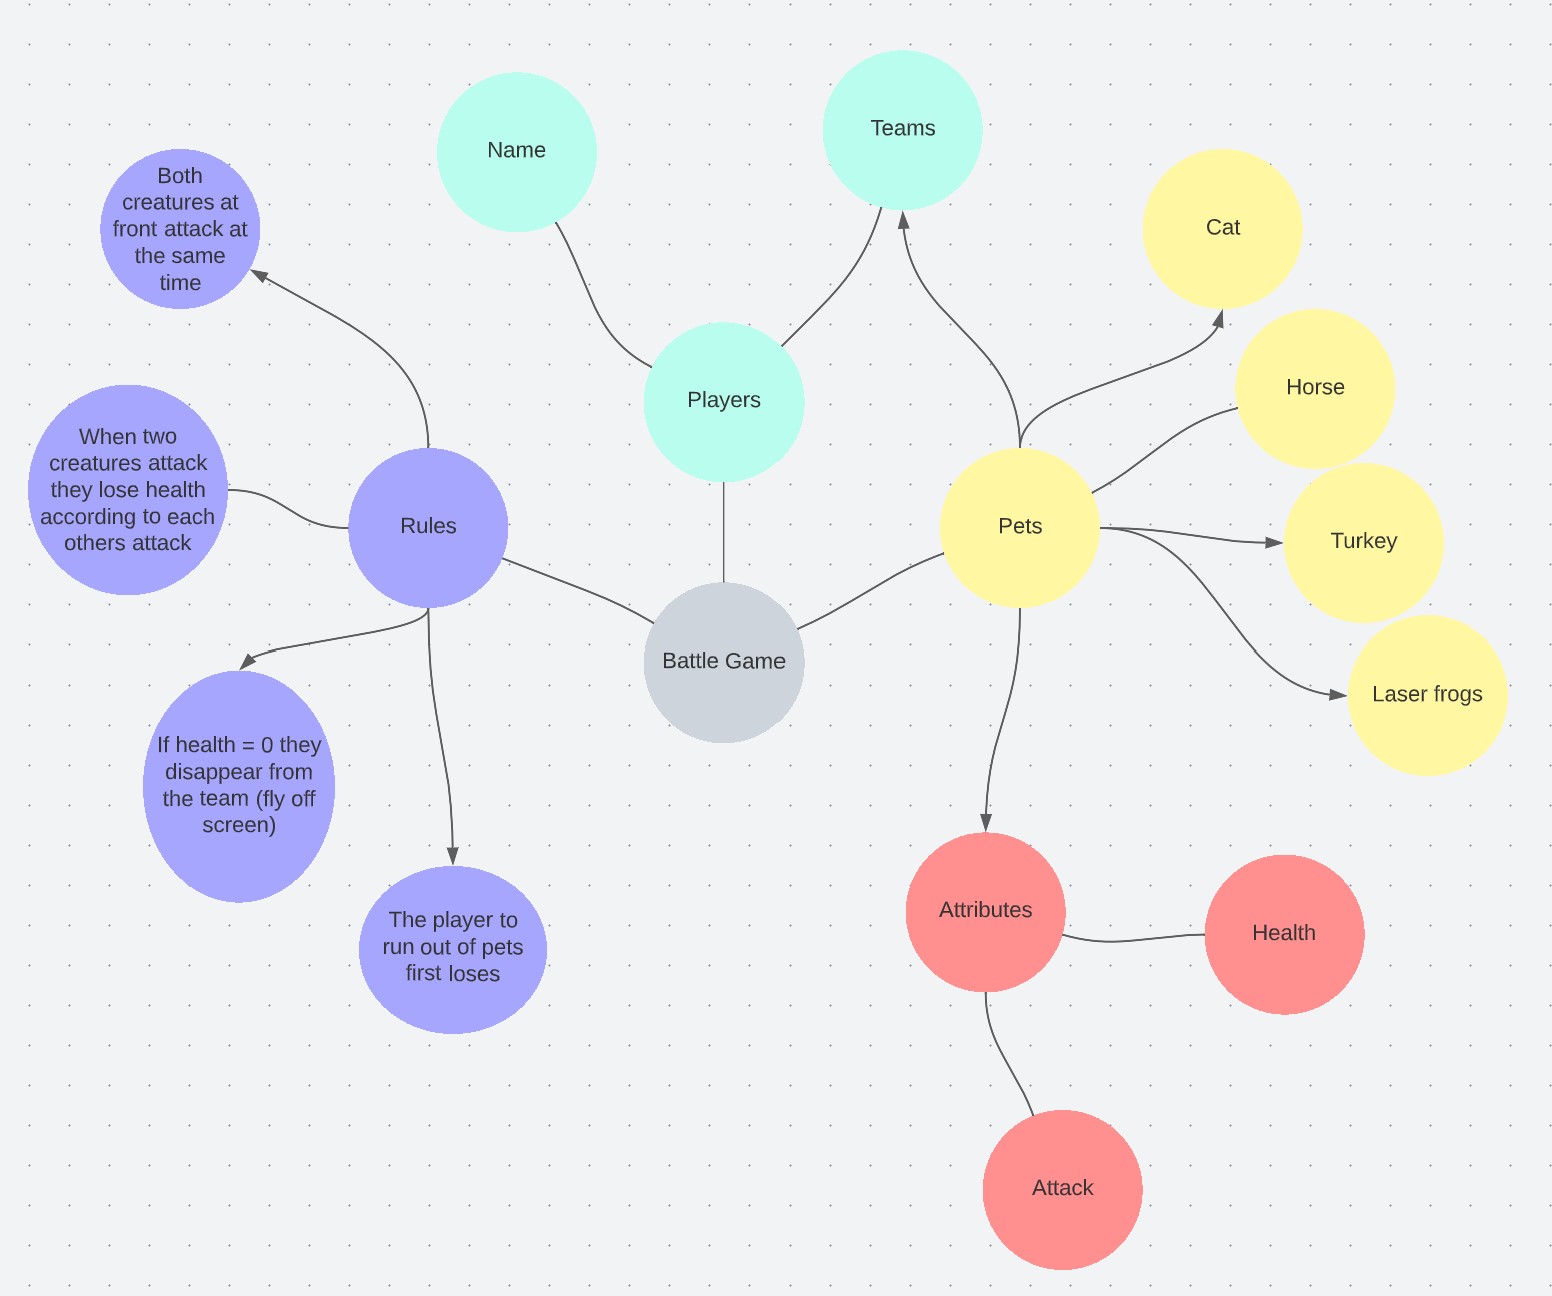 Name
Teams
Both
creatures at
front attack at
the same
time
Cat
Players
Horse
When two
creatures attack
they lose health
according to each
others attack
Rules
Pets
Turkey
Battle Game
Laser frogs
If health = 0 they
disappear from
the team (fly off
screen)
The player to
run out of pets
first loses
Attributes
Health
Attack